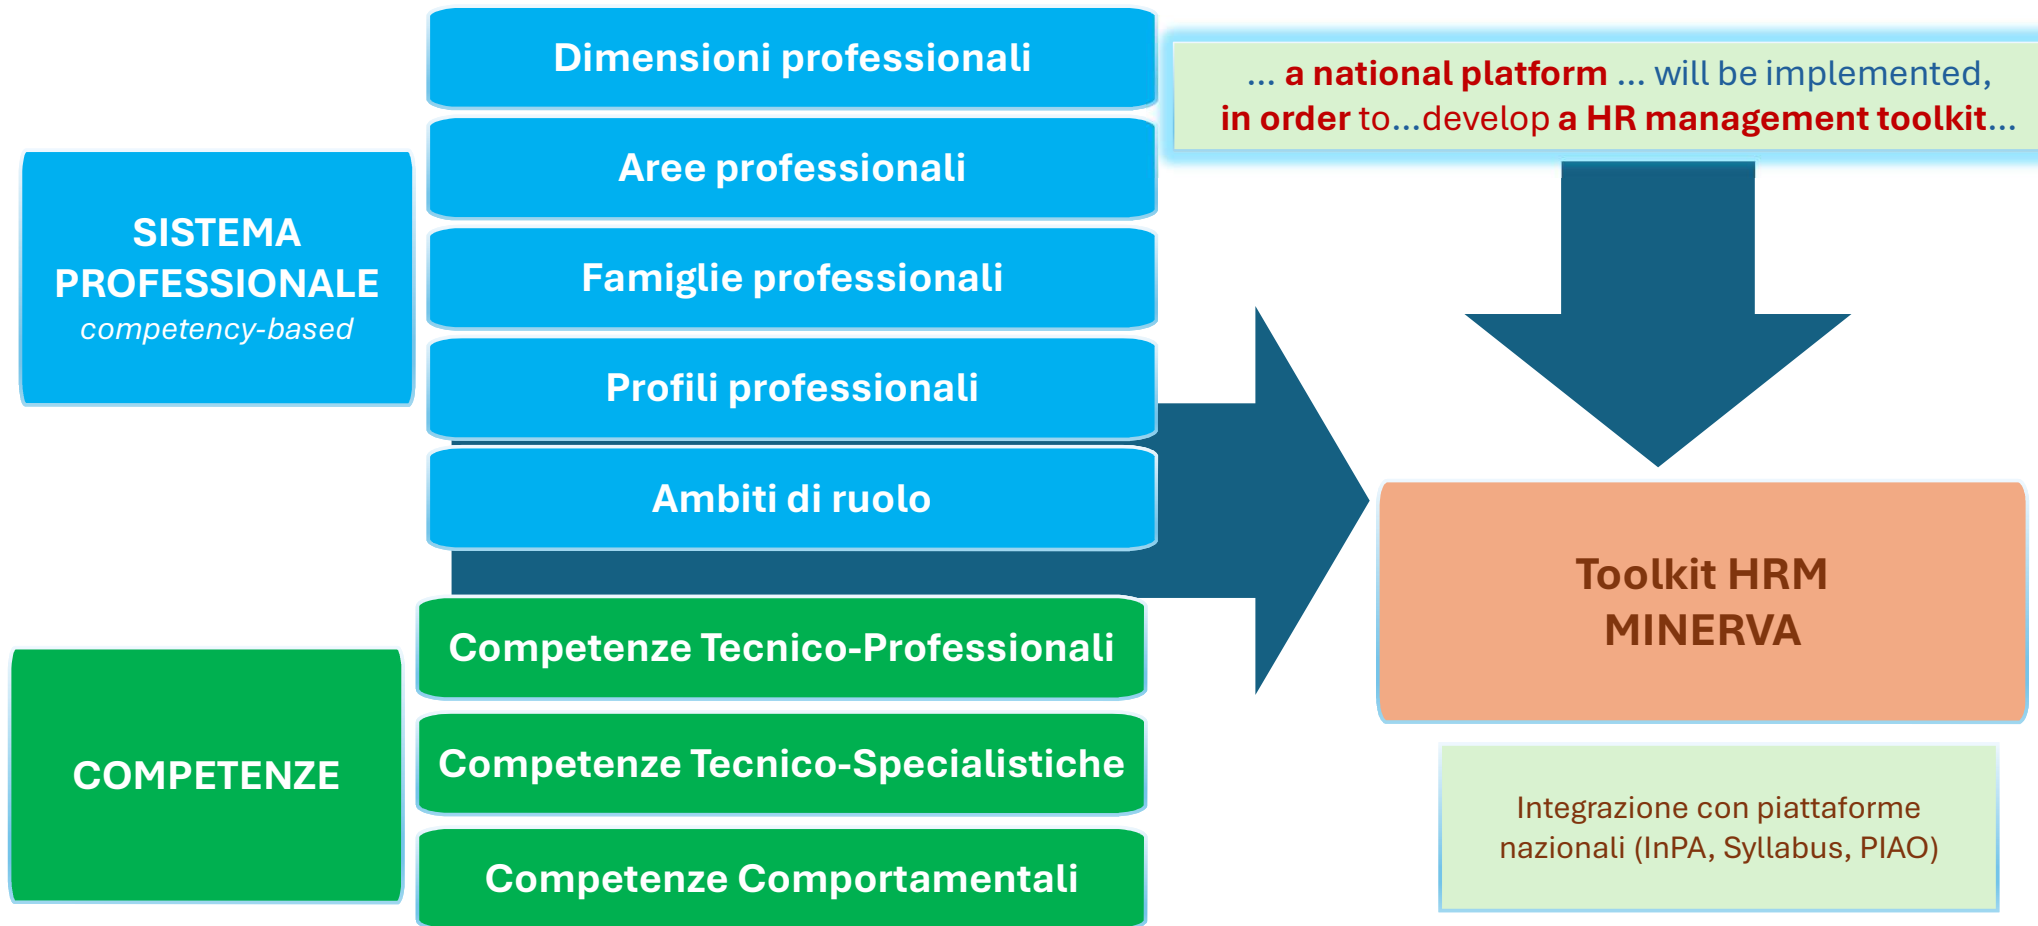 SISTEMA
PROFESSIONALE
competency-based
Dimensioni professionali
Aree professionali
Famiglie professionali
Profili professionali
Ambiti di ruolo
COMPETENZE
Competenze Tecnico-Professionali
Competenze Tecnico-Specialistiche
Competenze Comportamentali
... a national platform ... will be implemented,
in order to...develop a HR management toolkit...
Toolkit HRM
MINERVA
Integrazione con piattaforme
nazionali (InPA, Syllabus, PIAO)